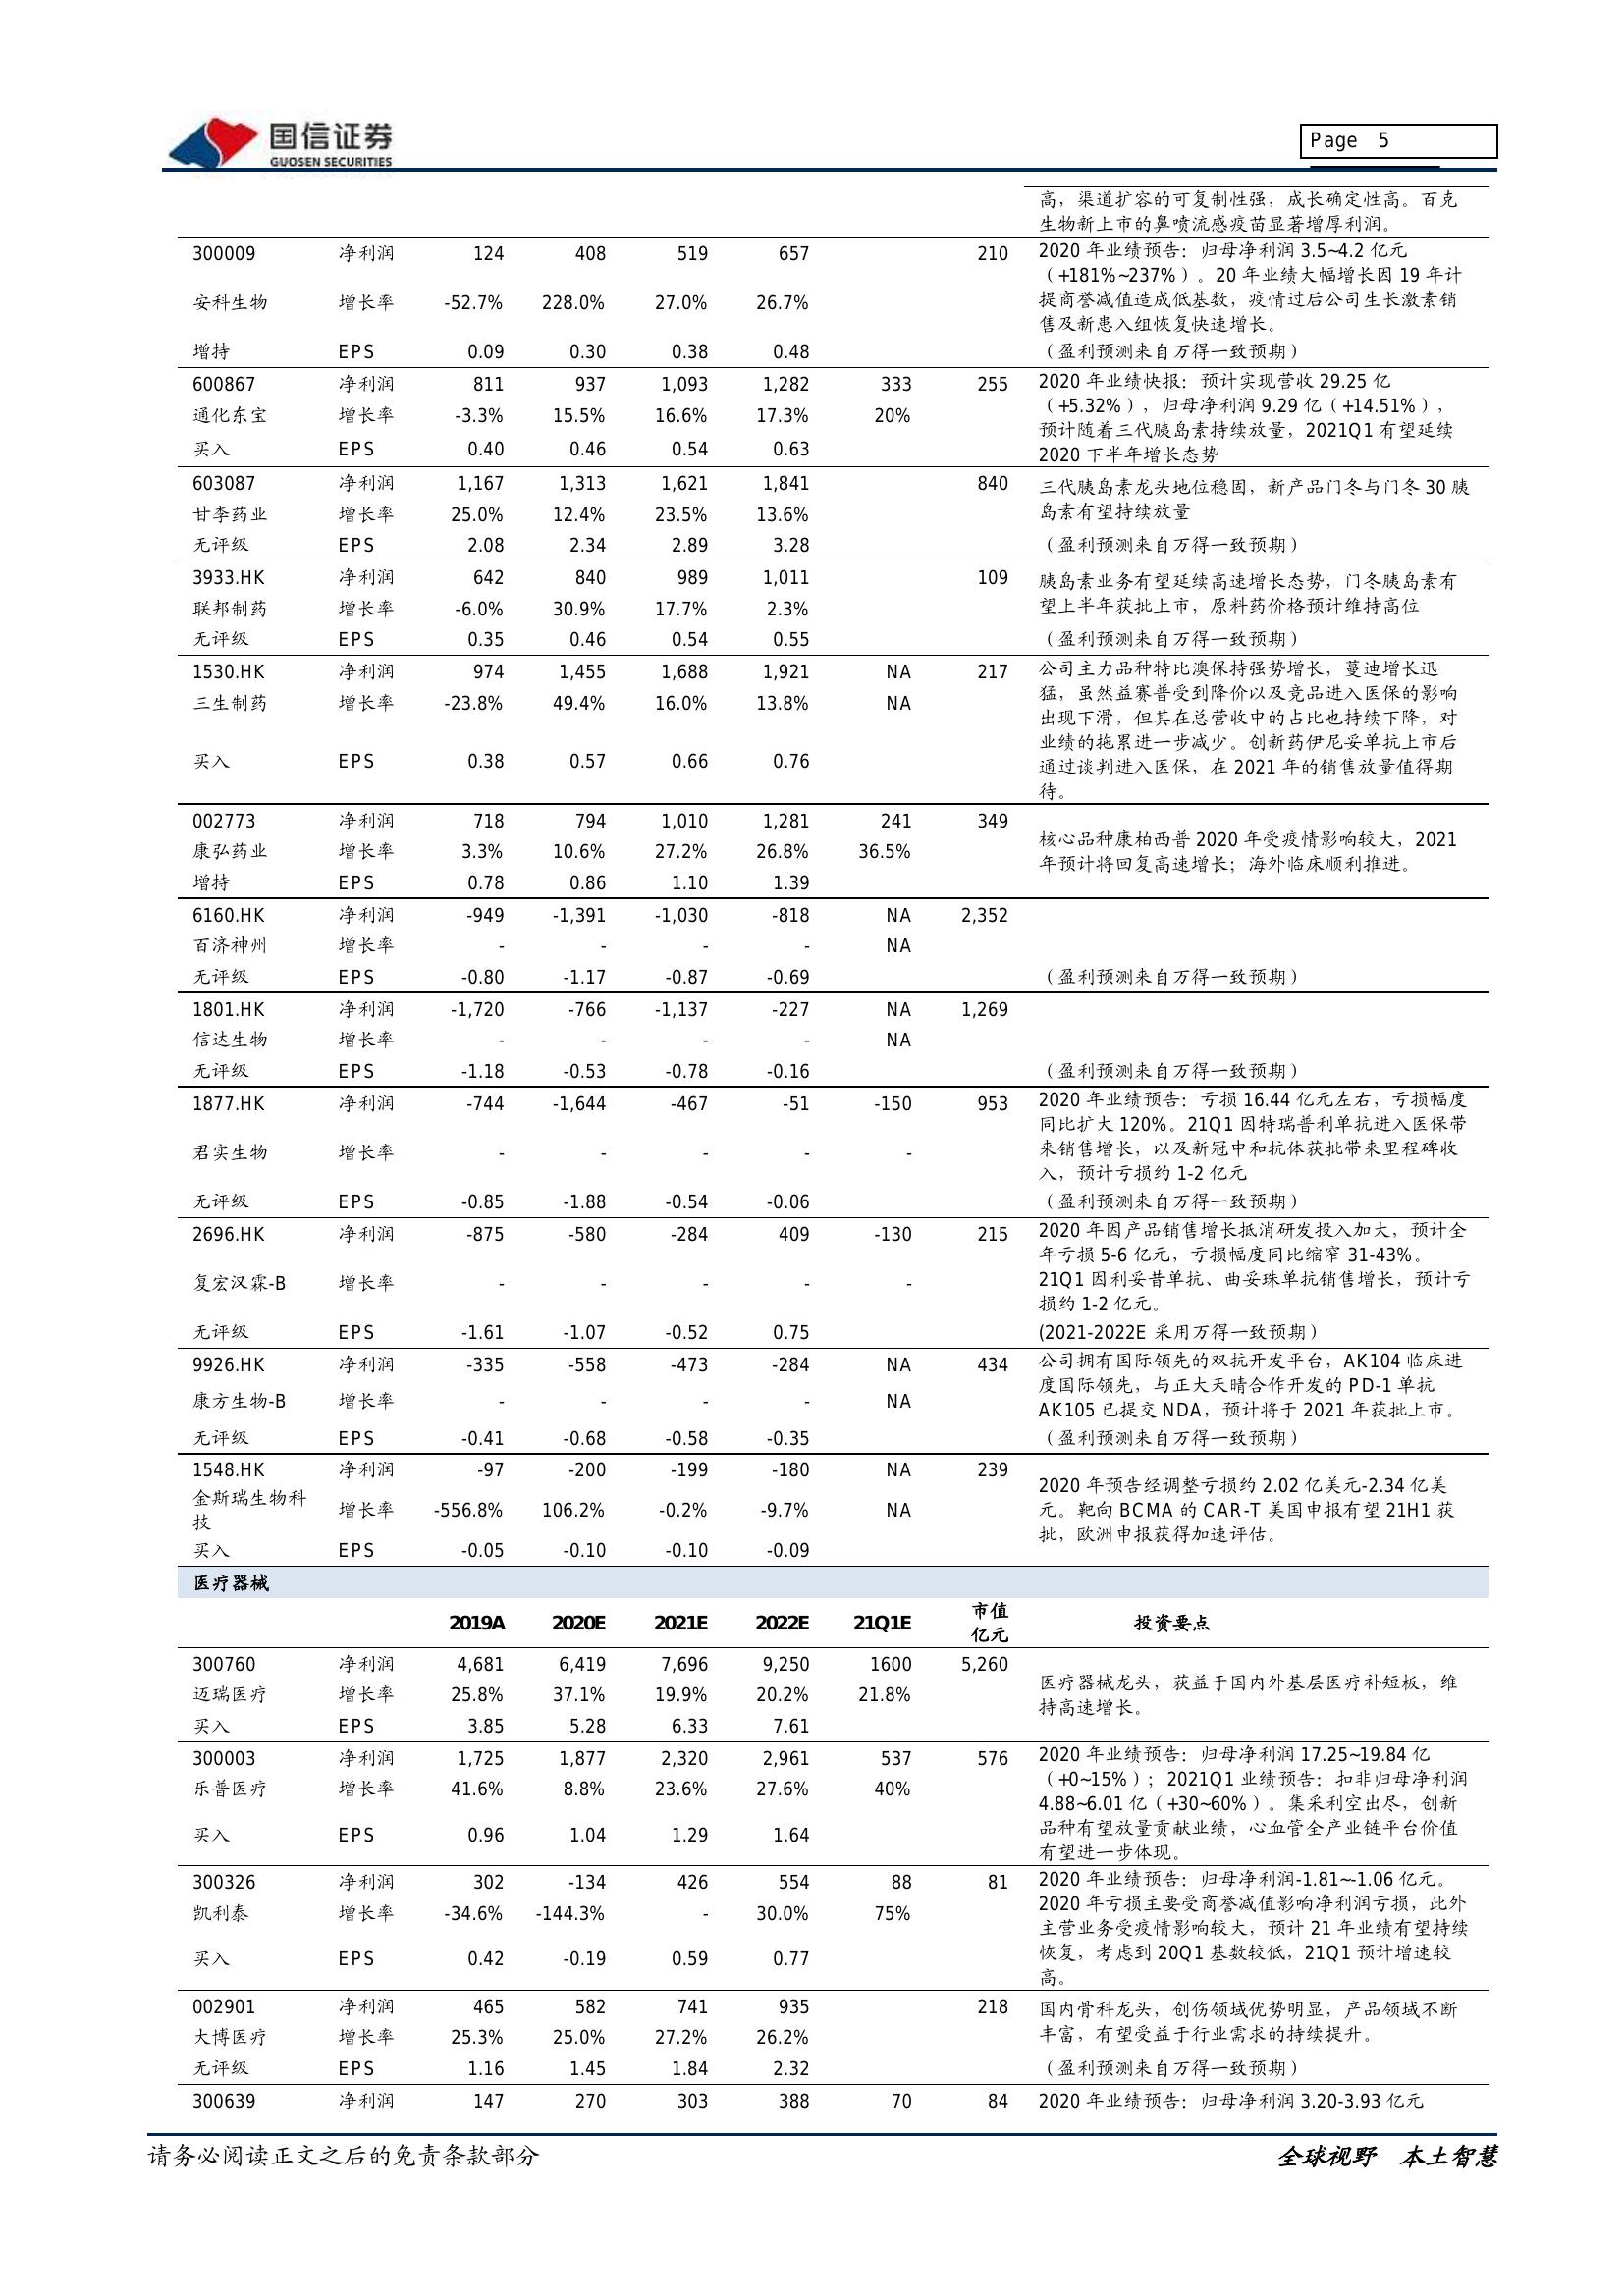 国信证券
GUOSEN SECURITIES
Page 5
高，渠道扩容的可复制性强，成长确定性高。百克
生物新上市的鼻喷流感疫苗显著增厚利润。
300009 净利润 124 408 519 657 210 2020 年业绩预告：归母净利润 3.5~4.2 亿元
（+181%~237%）。20 年业绩大幅增长因 19 年计
安科生物 增长率 -52.7% 228.0% 27.0% 26.7% 提商誉减值造成低基数，疫情过后公司生长激素销
售及新患入组恢复快速增长。
增持 EPS 0.09 0.30 0.38 0.48 （盈利预测来自万得一致预期）
600867 净利润 811 937 1,093 1,282 333 255 2020 年业绩快报：预计实现营收 29.25 亿
通化东宝 增长率 -3.3% 15.5% 16.6% 17.3% 20% （+5.32%），归母净利润 9.29 亿（+14.51%），
预计随着三代胰岛素持续放量，2021Q1 有望延续
买入 EPS 0.40 0.46 0.54 0.63 2020 下半年增长态势
603087 净利润 1,167 1,313 1,621 1,841 840 三代胰岛素龙头地位稳固，新产品门冬与门冬 30 胰
甘李药业 增长率 25.0% 12.4% 23.5% 13.6% 岛素有望持续放量
无评级 EPS 2.08 2.34 2.89 3.28 （盈利预测来自万得一致预期）
3933.HK 净利润 642 840 989 1,011 109 胰岛素业务有望延续高速增长态势，门冬胰岛素有
联邦制药 增长率 -6.0% 30.9% 17.7% 2.3% 望上半年获批上市，原料药价格预计维持高位
无评级 EPS 0.35 0.46 0.54 0.55 （盈利预测来自万得一致预期）
1530.HK 净利润 974 1,455 1,688 1,921 NA 217 公司主力品种特比澳保持强势增长，蔓迪增长迅
三生制药 增长率 -23.8% 49.4% 16.0% 13.8% NA 猛，虽然益赛普受到降价以及竞品进入医保的影响
出现下滑，但其在总营收中的占比也持续下降，对
业绩的拖累进一步减少。创新药伊尼妥单抗上市后
买入 EPS 0.38 0.57 0.66 0.76 通过谈判进入医保，在 2021 年的销售放量值得期
待。
002773 净利润 718 794 1,010 1,281 241 349 核心品种康柏西普 2020 年受疫情影响较大，2021
康弘药业 增长率 3.3% 10.6% 27.2% 26.8% 36.5% 年预计将回复高速增长；海外临床顺利推进。
增持 EPS 0.78 0.86 1.10 1.39
6160.HK 净利润 -949 -1,391 -1,030 -818 NA 2,352
百济神州 增长率 - - - - NA
无评级 EPS -0.80 -1.17 -0.87 -0.69 （盈利预测来自万得一致预期）
1801.HK 净利润 -1,720 -766 -1,137 -227 NA 1,269
信达生物 增长率 - - - - NA
无评级 EPS -1.18 -0.53 -0.78 -0.16 （盈利预测来自万得一致预期）
1877.HK 净利润 -744 -1,644 -467 -51 -150 953 2020 年业绩预告：亏损 16.44 亿元左右，亏损幅度
同比扩大 120%。21Q1 因特瑞普利单抗进入医保带
君实生物 增长率 - - - - - 来销售增长，以及新冠中和抗体获批带来里程碑收
入，预计亏损约 1-2 亿元
无评级 EPS -0.85 -1.88 -0.54 -0.06 （盈利预测来自万得一致预期）
2696.HK 净利润 -875 -580 -284 409 -130 215 2020 年因产品销售增长抵消研发投入加大，预计全
年亏损 5-6 亿元，亏损幅度同比缩窄 31-43%。
复宏汉霖-B 增长率 - - - - - 21Q1 因利妥昔单抗、曲妥珠单抗销售增长，预计亏
损约 1-2 亿元。
无评级 EPS -1.61 -1.07 -0.52 0.75 (2021-2022E 采用万得一致预期）
9926.HK 净利润 -335 -558 -473 -284 NA 434 公司拥有国际领先的双抗开发平台，AK104 临床进
康方生物-B 增长率 - - - - NA 度国际领先，与正大天晴合作开发的 PD-1 单抗
AK105 已提交 NDA，预计将于 2021 年获批上市。
无评级 EPS -0.41 -0.68 -0.58 -0.35 （盈利预测来自万得一致预期）
1548.HK 净利润 -97 -200 -199 -180 NA 239 2020 年预告经调整亏损约 2.02 亿美元-2.34 亿美
金斯瑞生物科
技 增长率 -556.8% 106.2% -0.2% -9.7% NA 元。靶向 BCMA 的 CAR-T 美国申报有望 21H1 获
批，欧洲申报获得加速评估。
买入 EPS -0.05 -0.10 -0.10 -0.09
医疗器械
2019A 2020E 2021E 2022E 21Q1E 市值
亿元 投资要点
300760 净利润 4,681 6,419 7,696 9,250 1600 5,260 医疗器械龙头，获益于国内外基层医疗补短板，维
迈瑞医疗 增长率 25.8% 37.1% 19.9% 20.2% 21.8% 持高速增长。
买入 EPS 3.85 5.28 6.33 7.61
300003 净利润 1,725 1,877 2,320 2,961 537 576 2020 年业绩预告：归母净利润 17.25~19.84 亿
乐普医疗 增长率 41.6% 8.8% 23.6% 27.6% 40% （+0~15%）；2021Q1 业绩预告：扣非归母净利润
4.88~6.01 亿（+30~60%）。集采利空出尽，创新
买入 EPS 0.96 1.04 1.29 1.64 品种有望放量贡献业绩，心血管全产业链平台价值
有望进一步体现。
300326 净利润 302 -134 426 554 88 81 2020 年业绩预告：归母净利润-1.81~-1.06 亿元。
凯利泰 增长率 -34.6% -144.3% - 30.0% 75% 2020 年亏损主要受商誉减值影响净利润亏损，此外
主营业务受疫情影响较大，预计 21 年业绩有望持续
买入 EPS 0.42 -0.19 0.59 0.77 恢复，考虑到 20Q1 基数较低，21Q1 预计增速较
高。
002901 净利润 465 582 741 935 218 国内骨科龙头，创伤领域优势明显，产品领域不断
大博医疗 增长率 25.3% 25.0% 27.2% 26.2% 丰富，有望受益于行业需求的持续提升。
无评级 EPS 1.16 1.45 1.84 2.32 （盈利预测来自万得一致预期）
300639 净利润 147 270 303 388 70 84 2020 年业绩预告：归母净利润 3.20-3.93 亿元
请务必阅读正文之后的免责条款部分 全球视野 本土智慧